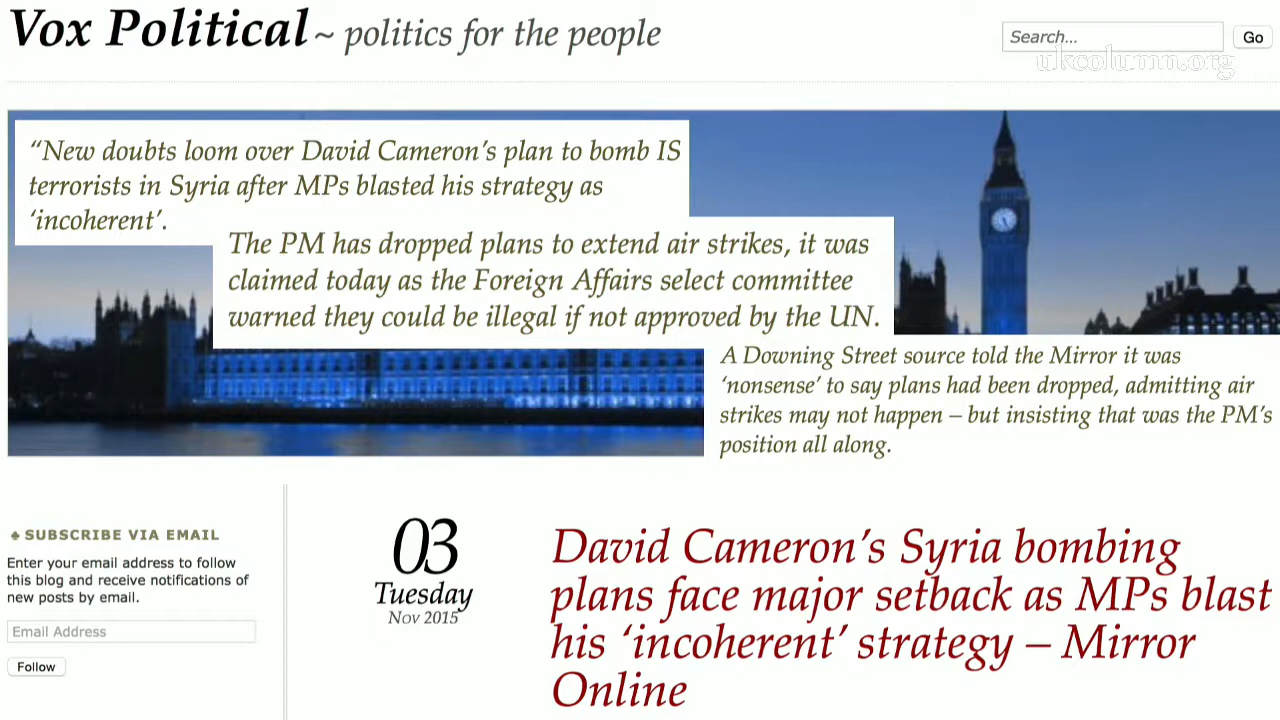 Vox Political ~ politics for the people
Search...
Go
ukcolumn.org
“New doubts loom over David Cameron’s plan to bomb IS
terrorists in Syria after MPs blasted his strategy as
‘incoherent’.
The PM has dropped plans to extend air strikes, it was
claimed today as the Foreign Affairs select committee
warned they could be illegal if not approved by the UN.
A Downing Street source told the Mirror it was
‘nonsense’ to say plans had been dropped, admitting air
strikes may not happen – but insisting that was the PM’s
position all along.
♣ SUBSCRIBE VIA EMAIL
Enter your email address to follow
this blog and receive notifications of
new posts by email.
Email Address
Follow
03
Tuesday
Nov 2015
David Cameron’s Syria bombing
plans face major setback as MPs blast
his ‘incoherent’ strategy – Mirror
Online